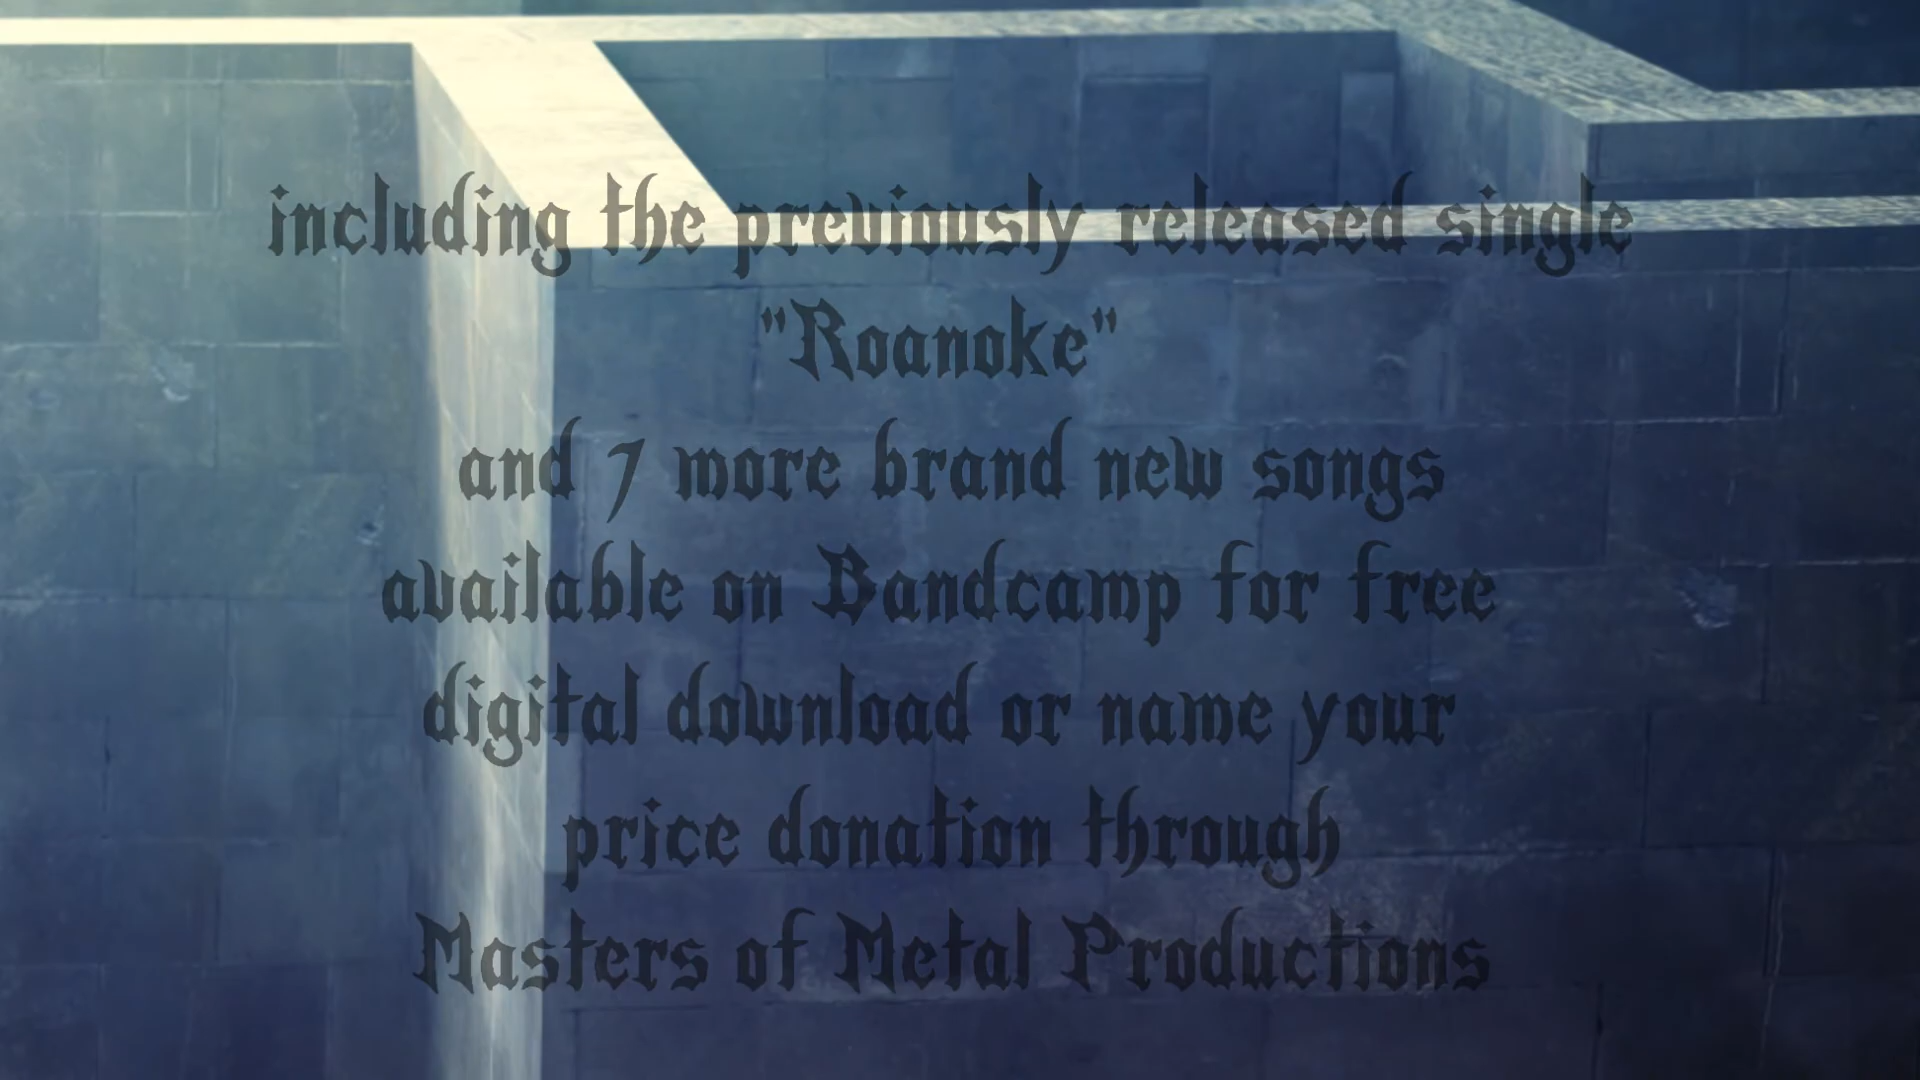 including the previously released single
"Roanoke"
and 7 more brand new songs
available on Bandcamp for free
digital download or name your
price donation through
Masters of Metal Productions